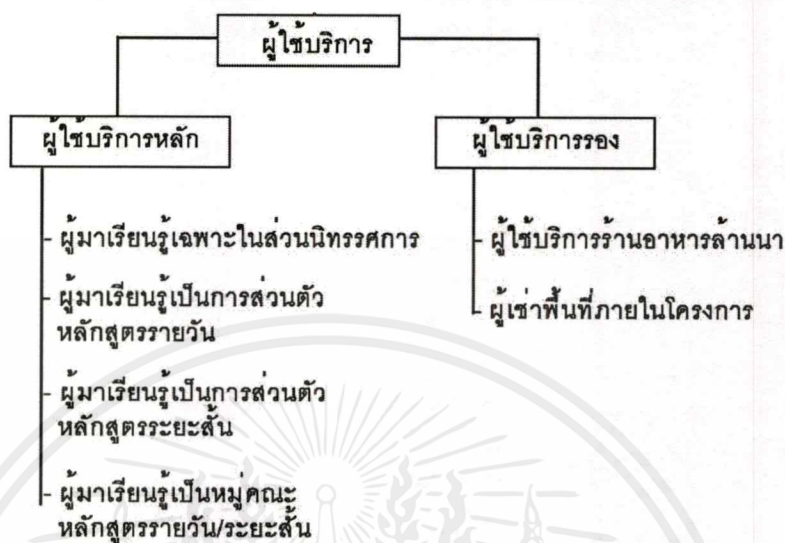 ผู้ใช้บริการ
ผู้ใช้บริการหลัก
- ผู้มาเรียนรู้เฉพาะในส่วนนิทรรศการ
- ผู้มาเรียนรู้เป็นการส่วนตัว
หลักสูตรรายวัน
- ผู้มาเรียนรู้เป็นการส่วนตัว
หลักสูตรระยะสั้น
- ผู้มาเรียนรู้เป็นหมู่คณะ
หลักสูตรรายวัน/ระยะสั้น
ผู้ใช้บริการรอง
- ผู้ใช้บริการร้านอาหารล้านนา
- ผู้เช่าพื้นที่ภายในโครงการ